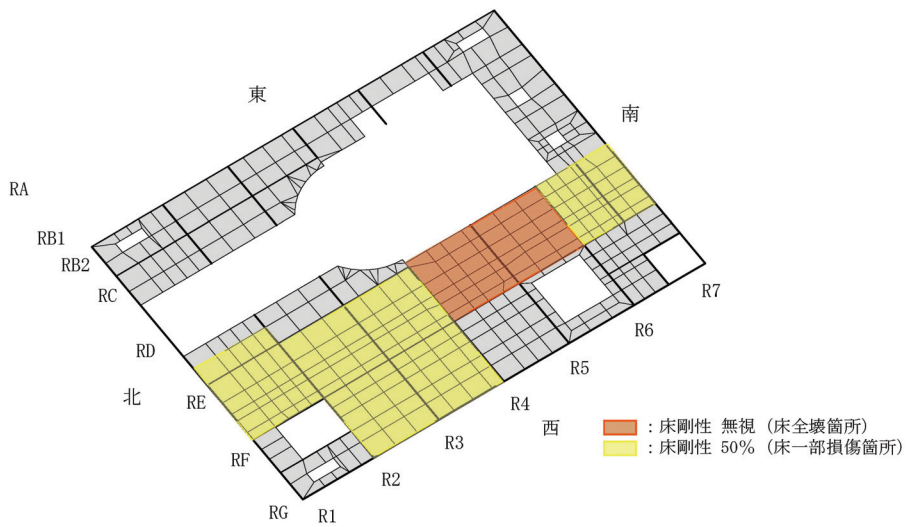 東
南
RA
RB1
RB2
RC
RD
北
RE
RF
RG
R1
R2
R3
R4
R5
R6
R7
西
：床剛性 無視（床全壊箇所）
：床剛性 50%（床一部損傷箇所）